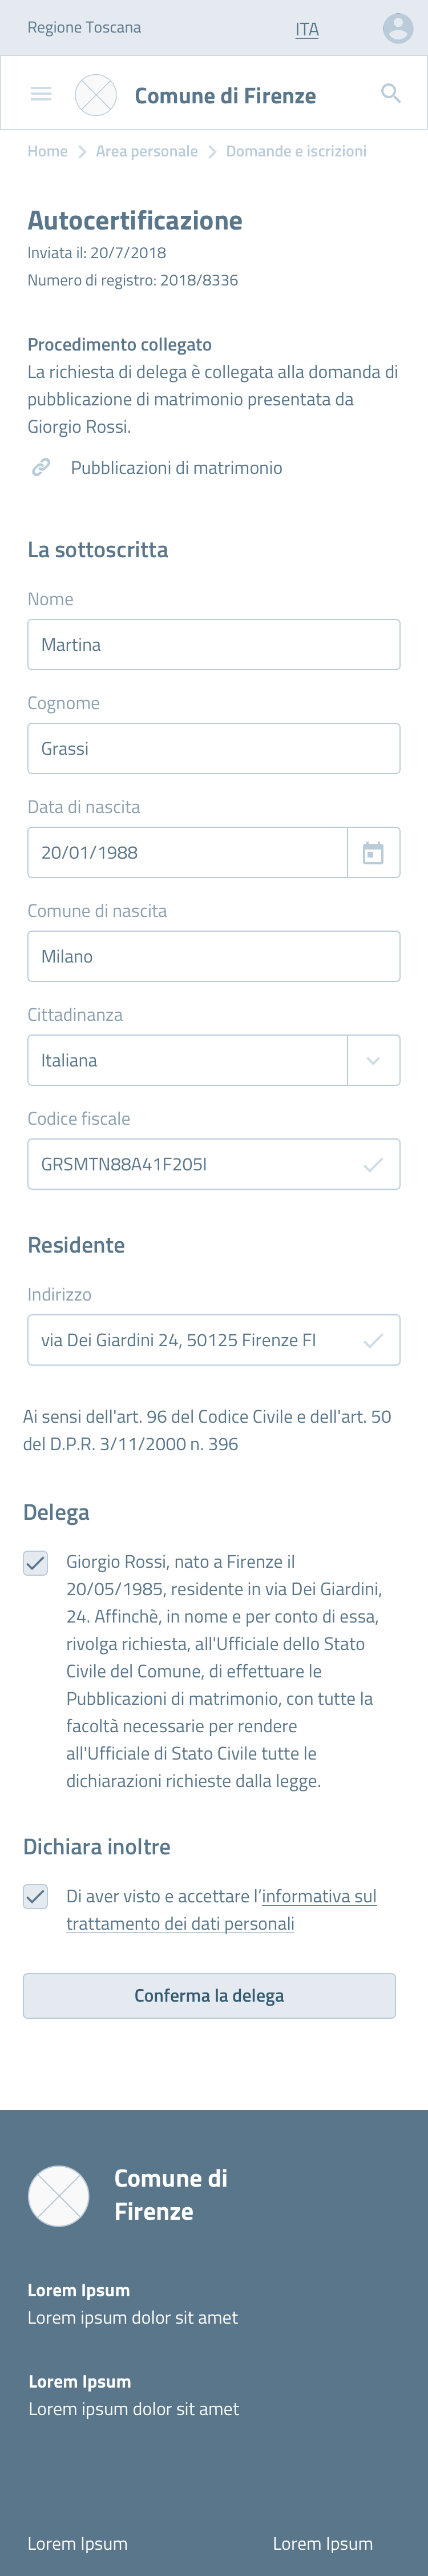 Regione Toscana
ITA
Comune di Firenze
Home
Area personale
Domande e iscrizioni
Autocertificazione
Inviata il: 20/7/2018
Numero di registro: 2018/8336
Procedimento collegato
La richiesta di delega è collegata alla domanda di
pubblicazione di matrimonio presentata da
Giorgio Rossi.
Pubblicazioni di matrimonio
La sottoscritta
Nome
Martina
Cognome
Grassi
Data di nascita
20/01/1988
Comune di nascita
Milano
Cittadinanza
Italiana
Codice fiscale
GRSMTN88A41F205I
Residente
Indirizzo
via Dei Giardini 24, 50125 Firenze FI
Ai sensi dell'art. 96 del Codice Civile e dell'art. 50
del D.P.R. 3/11/2000 n. 396
Delega
Giorgio Rossi, nato a Firenze il
20/05/1985, residente in via Dei Giardini,
24. Affinchè, in nome e per conto di essa,
rivolga richiesta, all'Ufficiale dello Stato
Civile del Comune, di effettuare le
Pubblicazioni di matrimonio, con tutte la
facoltà necessarie per rendere
all'Ufficiale di Stato Civile tutte le
dichiarazioni richieste dalla legge.
Dichiara inoltre
Di aver visto e accettare l’informativa sul
trattamento dei dati personali
Conferma la delega
Comune di
Firenze
Lorem Ipsum
Lorem ipsum dolor sit amet
Lorem Ipsum
Lorem ipsum dolor sit amet
Lorem Ipsum
Lorem Ipsum